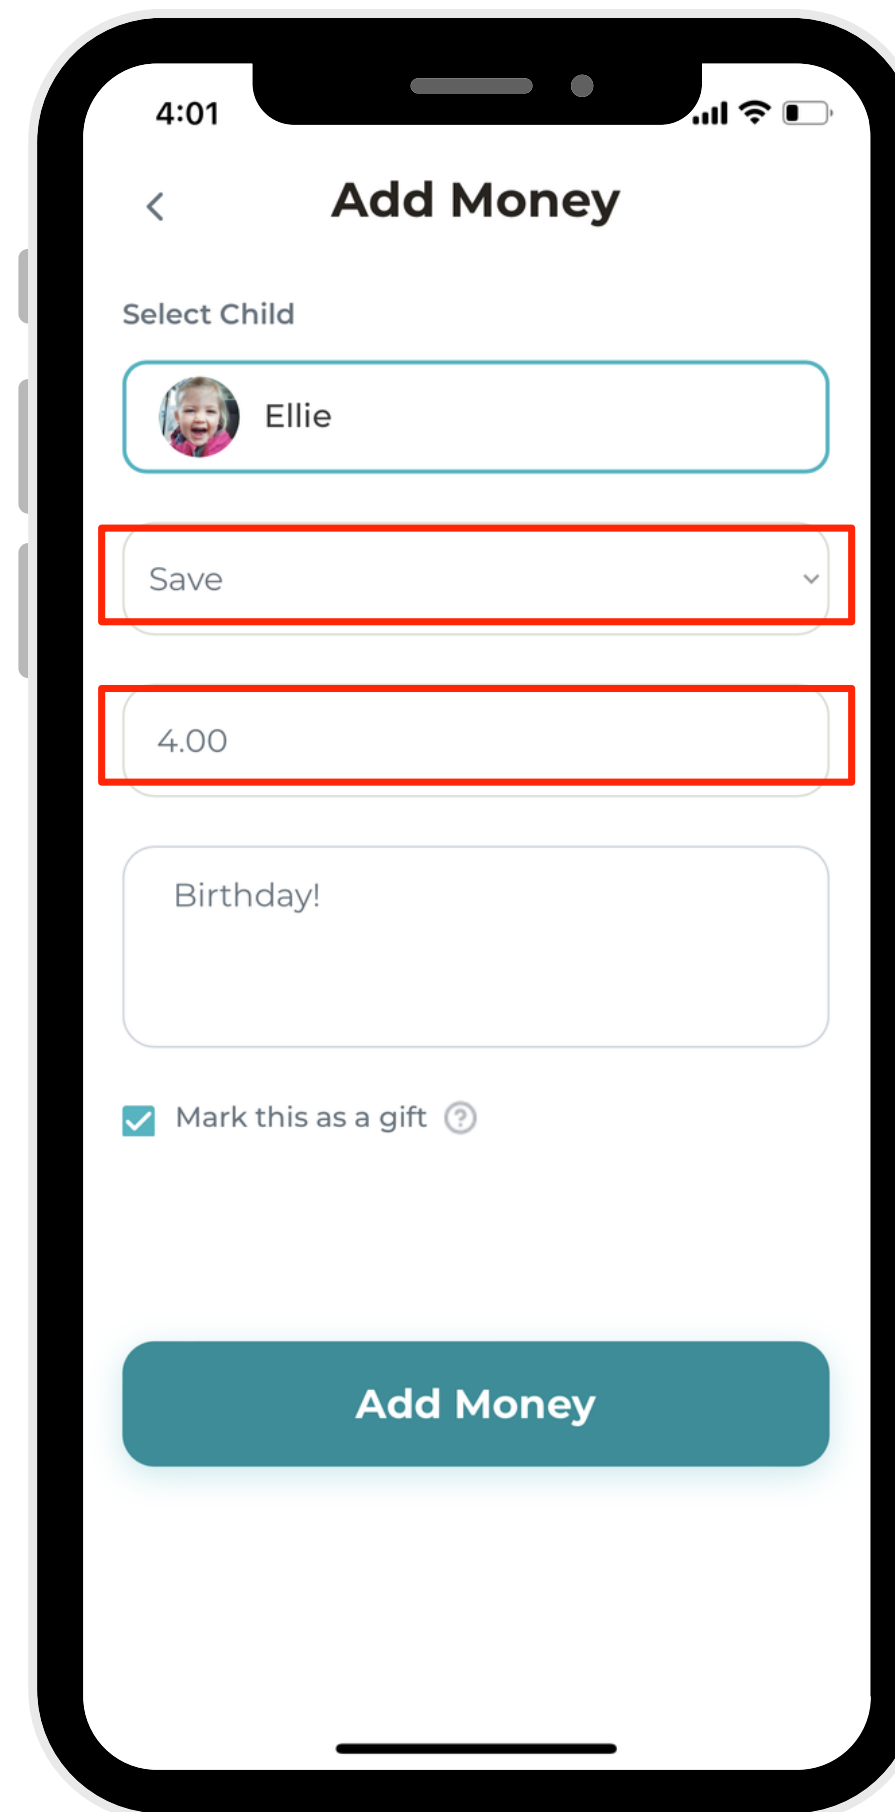 4:01
Add Money
Select Child
Ellie
Save
4.00
Birthday!
Mark this as a gift ?
Add Money